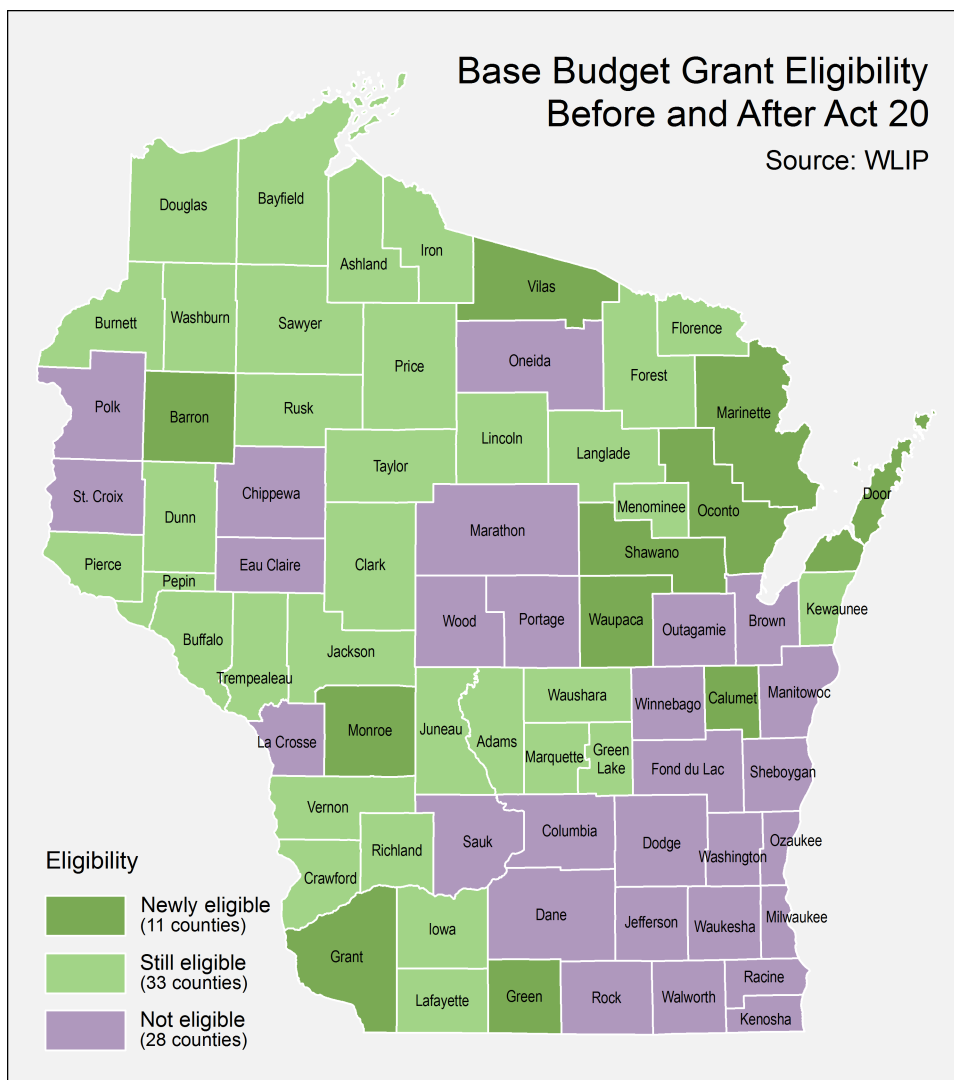 Base Budget Grant Eligibility
Before and After Act 20
Source: WLIP
Douglas
Bayfield
Ashland
Iron
Vilas
Burnett
Washburn
Sawyer
Price
Oneida
Florence
Forest
Marinette
Polk
Barron
Rusk
Lincoln
Langlade
Taylor
St. Croix
Dunn
Chippewa
Marathon
Menominee
Oconto
Door
Shawano
Pierce
Pepin
Eau Claire
Clark
Wood
Portage
Waupaca
Outagamie
Brown
Kewaunee
Buffalo
Trempealeau
Jackson
Waushara
Winnebago
Calumet
Manitowoc
La Crosse
Monroe
Juneau
Adams
Marquette
Green
Lake
Fond du Lac
Sheboygan
Vernon
Richland
Sauk
Columbia
Dodge
Washington
Ozaukee
Crawford
Grant
Iowa
Dane
Jefferson
Waukesha
Milwaukee
Lafayette
Green
Rock
Walworth
Racine
Kenosha
Eligibility
Newly eligible
(11 counties)
Still eligible
(33 counties)
Not eligible
(28 counties)